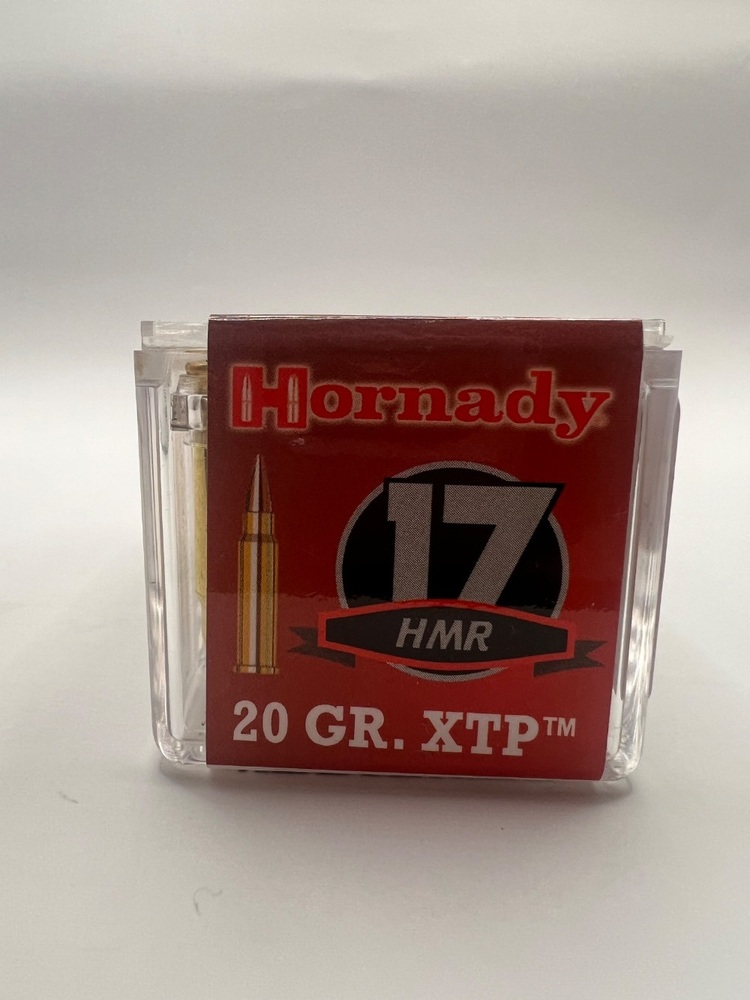 Hornady
17
HMR
20 GR. XTP™